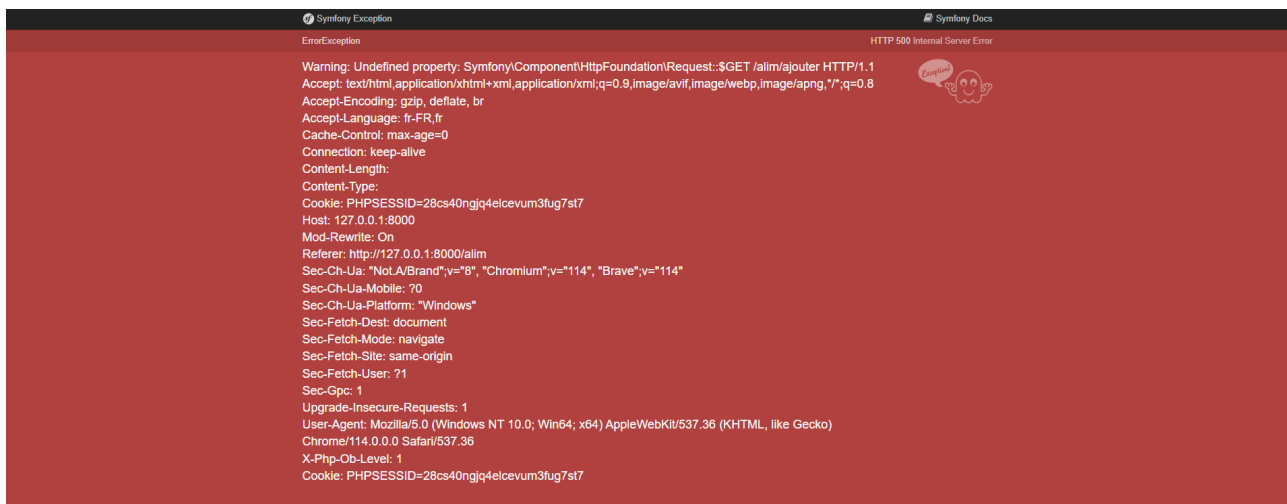 Symfony Exception
Symfony Docs
ErrorException
HTTP 500 Internal Server Error
Warning: Undefined property: Symfony\Component\HttpFoundation\Request::$GET /alim/ajouter HTTP/1.1
Exception!
Accept: text/html,application/xhtml+xml,application/xml;q=0.9,image/avif,image/webp,image/apng,*/*;q=0.8
Accept-Encoding: gzip, deflate, br
Accept-Language: fr-FR,fr
Cache-Control: max-age=0
Connection: keep-alive
Content-Length:
Content-Type:
Cookie: PHPSESSID=28cs40ngjq4elcevum3fug7st7
Host: 127.0.0.1:8000
Mod-Rewrite: On
Referer: http://127.0.0.1:8000/alim
Sec-Ch-Ua: "Not.A/Brand";v="8", "Chromium";v="114", "Brave";v="114"
Sec-Ch-Ua-Mobile: ?0
Sec-Ch-Ua-Platform: "Windows"
Sec-Fetch-Dest: document
Sec-Fetch-Mode: navigate
Sec-Fetch-Site: same-origin
Sec-Fetch-User: ?1
Sec-Gpc: 1
Upgrade-Insecure-Requests: 1
User-Agent: Mozilla/5.0 (Windows NT 10.0; Win64; x64) AppleWebKit/537.36 (KHTML, like Gecko)
Chrome/114.0.0.0 Safari/537.36
X-Php-Ob-Level: 1
Cookie: PHPSESSID=28cs40ngjq4elcevum3fug7st7